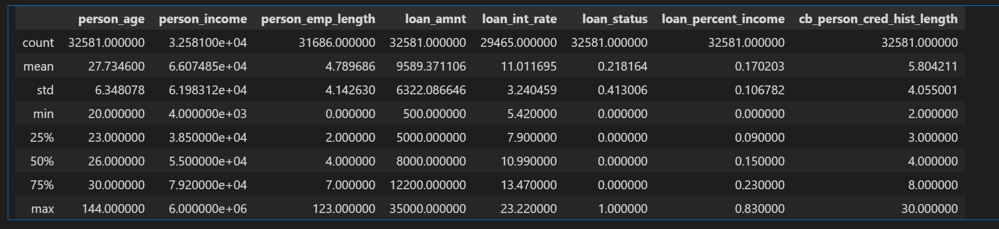 person_age person_income person_emp_length loan_amnt loan_int_rate loan_status loan_percent_income cb_person_cred_hist_length
count 32581.000000 3.258100e+04 31686.000000 32581.000000 29465.000000 32581.000000 32581.000000 32581.000000
mean 27.734600 6.607485e+04 4.789686 9589.371106 11.011695 0.218164 0.170203 5.804211
std 6.348078 6.198312e+04 4.142630 6322.086646 3.240459 0.413006 0.106782 4.055001
min 20.000000 4.000000e+03 0.000000 500.000000 5.420000 0.000000 0.000000 2.000000
25% 23.000000 3.850000e+04 2.000000 5000.000000 7.900000 0.000000 0.090000 3.000000
50% 26.000000 5.500000e+04 4.000000 8000.000000 10.990000 0.000000 0.150000 4.000000
75% 30.000000 7.920000e+04 7.000000 12200.000000 13.470000 0.000000 0.230000 8.000000
max 144.000000 6.000000e+06 123.000000 35000.000000 23.220000 1.000000 0.830000 30.000000